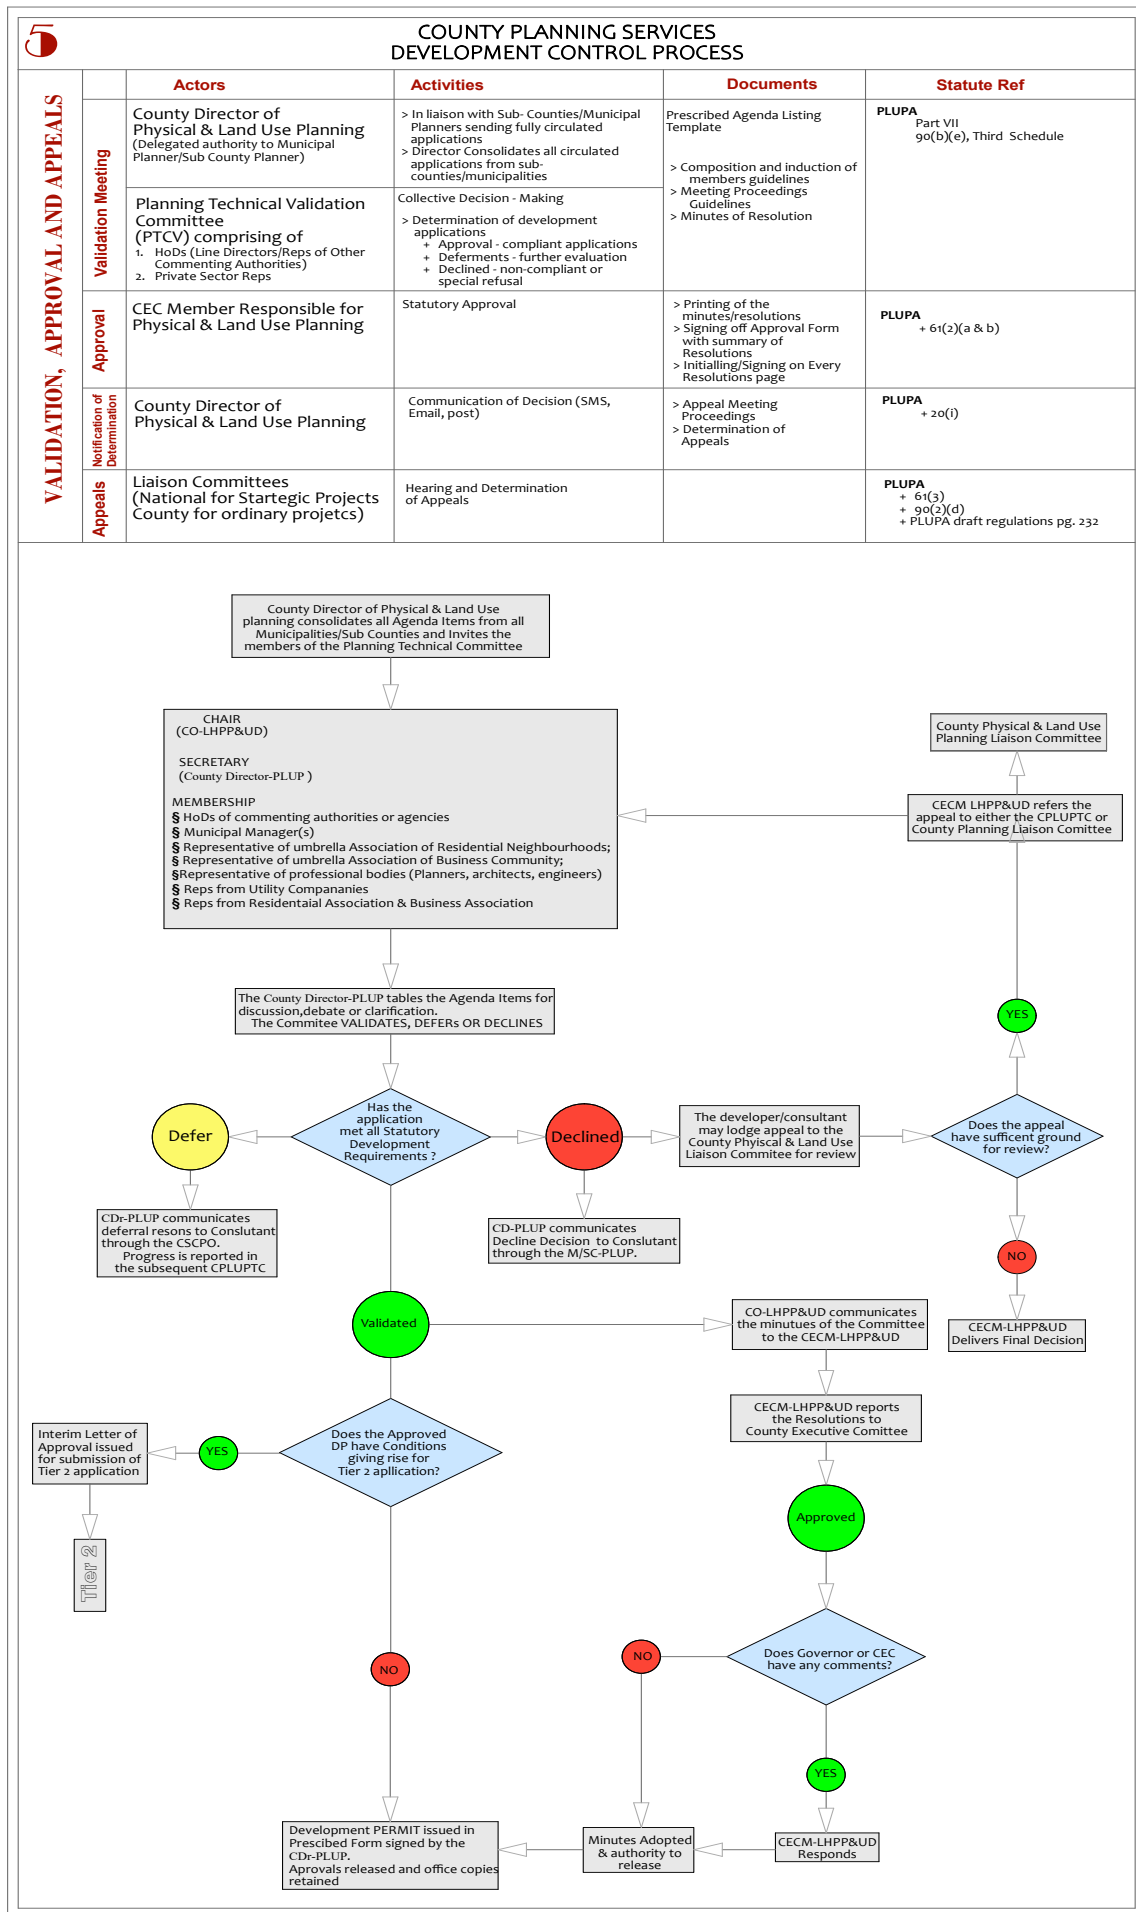 5
COUNTY PLANNING SERVICES
DEVELOPMENT CONTROL PROCESS
VALIDATION, APPROVAL AND APPEALS
Actors
Activities
Documents
Statute Ref
Validation Meeting
County Director of
Physical & Land Use Planning
(Delegated authority to Municipal
Planner/Sub County Planner)
> In liaison with Sub- Counties/Municipal
Planners sending fully circulated
applications
> Director Consolidates all circulated
applications from sub-
counties/municipalities
Prescribed Agenda Listing
Template
> Composition and induction of
members guidelines
> Meeting Proceedings
Guidelines
> Minutes of Resolution
PLUPA
Part VII
90(b)(e), Third Schedule
Planning Technical Validation
Committee
(PTCV) comprising of
1. HoDs (Line Directors/Reps of Other
Commenting Authorities)
2. Private Sector Reps
Collective Decision - Making
> Determination of development
applications
+ Approval - compliant applications
+ Deferments - further evaluation
+ Declined - non-compliant or
special refusal
Approval
CEC Member Responsible for
Physical & Land Use Planning
Statutory Approval
> Printing of the
minutes/resolutions
> Signing off Approval Form
with summary of
Resolutions
> Initialling/Signing on Every
Resolutions page
PLUPA
+ 61(2)(a & b)
Notification of
Determination
County Director of
Physical & Land Use Planning
Communication of Decision (SMS,
Email, post)
> Appeal Meeting
Proceedings
> Determination of
Appeals
PLUPA
+ 20(i)
Appeals
Liaison Committees
(National for Startegic Projects
County for ordinary projetcs)
Hearing and Determination
of Appeals
PLUPA
+ 61(3)
+ 90(2)(d)
+ PLUPA draft regulations pg. 232
County Director of Physical & Land Use
planning consolidates all Agenda Items from all
Municipalities/Sub Counties and Invites the
members of the Planning Technical Committee
CHAIR
(CO-LHPP&UD)
SECRETARY
(County Director-PLUP )
MEMBERSHIP
§ HoDs of commenting authorities or agencies
§ Municipal Manager(s)
§ Representative of umbrella Association of Residential Neighbourhoods;
§ Representative of umbrella Association of Business Community;
§Representative of professional bodies (Planners, architects, engineers)
§ Reps from Utility Compananies
§ Reps from Residentaial Association & Business Association
County Physical & Land Use
Planning Liaison Committee
CECM LHPP&UD refers the
appeal to either the CPLUPTC or
County Planning Liaison Comittee
The County Director-PLUP tables the Agenda Items for
discussion,debate or clarification.
The Commitee VALIDATES, DEFERs OR DECLINES
YES
Defer
Has the
application
met all Statutory
Development
Requirements ?
Declined
The developer/consultant
may lodge appeal to the
County Phyiscal & Land Use
Liaison Commitee for review
Does the appeal
have sufficent ground
for review?
CDr-PLUP communicates
deferral resons to Conslutant
through the CSCPO.
Progress is reported in
the subsequent CPLUPTC
CD-PLUP communicates
Decline Decision to Conslutant
through the M/SC-PLUP.
NO
CECM-LHPP&UD
Delivers Final Decision
Validated
CO-LHPP&UD communicates
the minutues of the Committee
to the CECM-LHPP&UD
CECM-LHPP&UD reports
the Resolutions to
County Executive Comittee
Interim Letter of
Approval issued
for submission of
Tier 2 application
YES
Does the Approved
DP have Conditions
giving rise for
Tier 2 apllication?
Approved
Tier 2
NO
NO
Does Governor or CEC
have any comments?
YES
Development PERMIT issued in
Prescibed Form signed by the
CDr-PLUP.
Aprovals released and office copies
retained
Minutes Adopted
& authority to
release
CECM-LHPP&UD
Responds